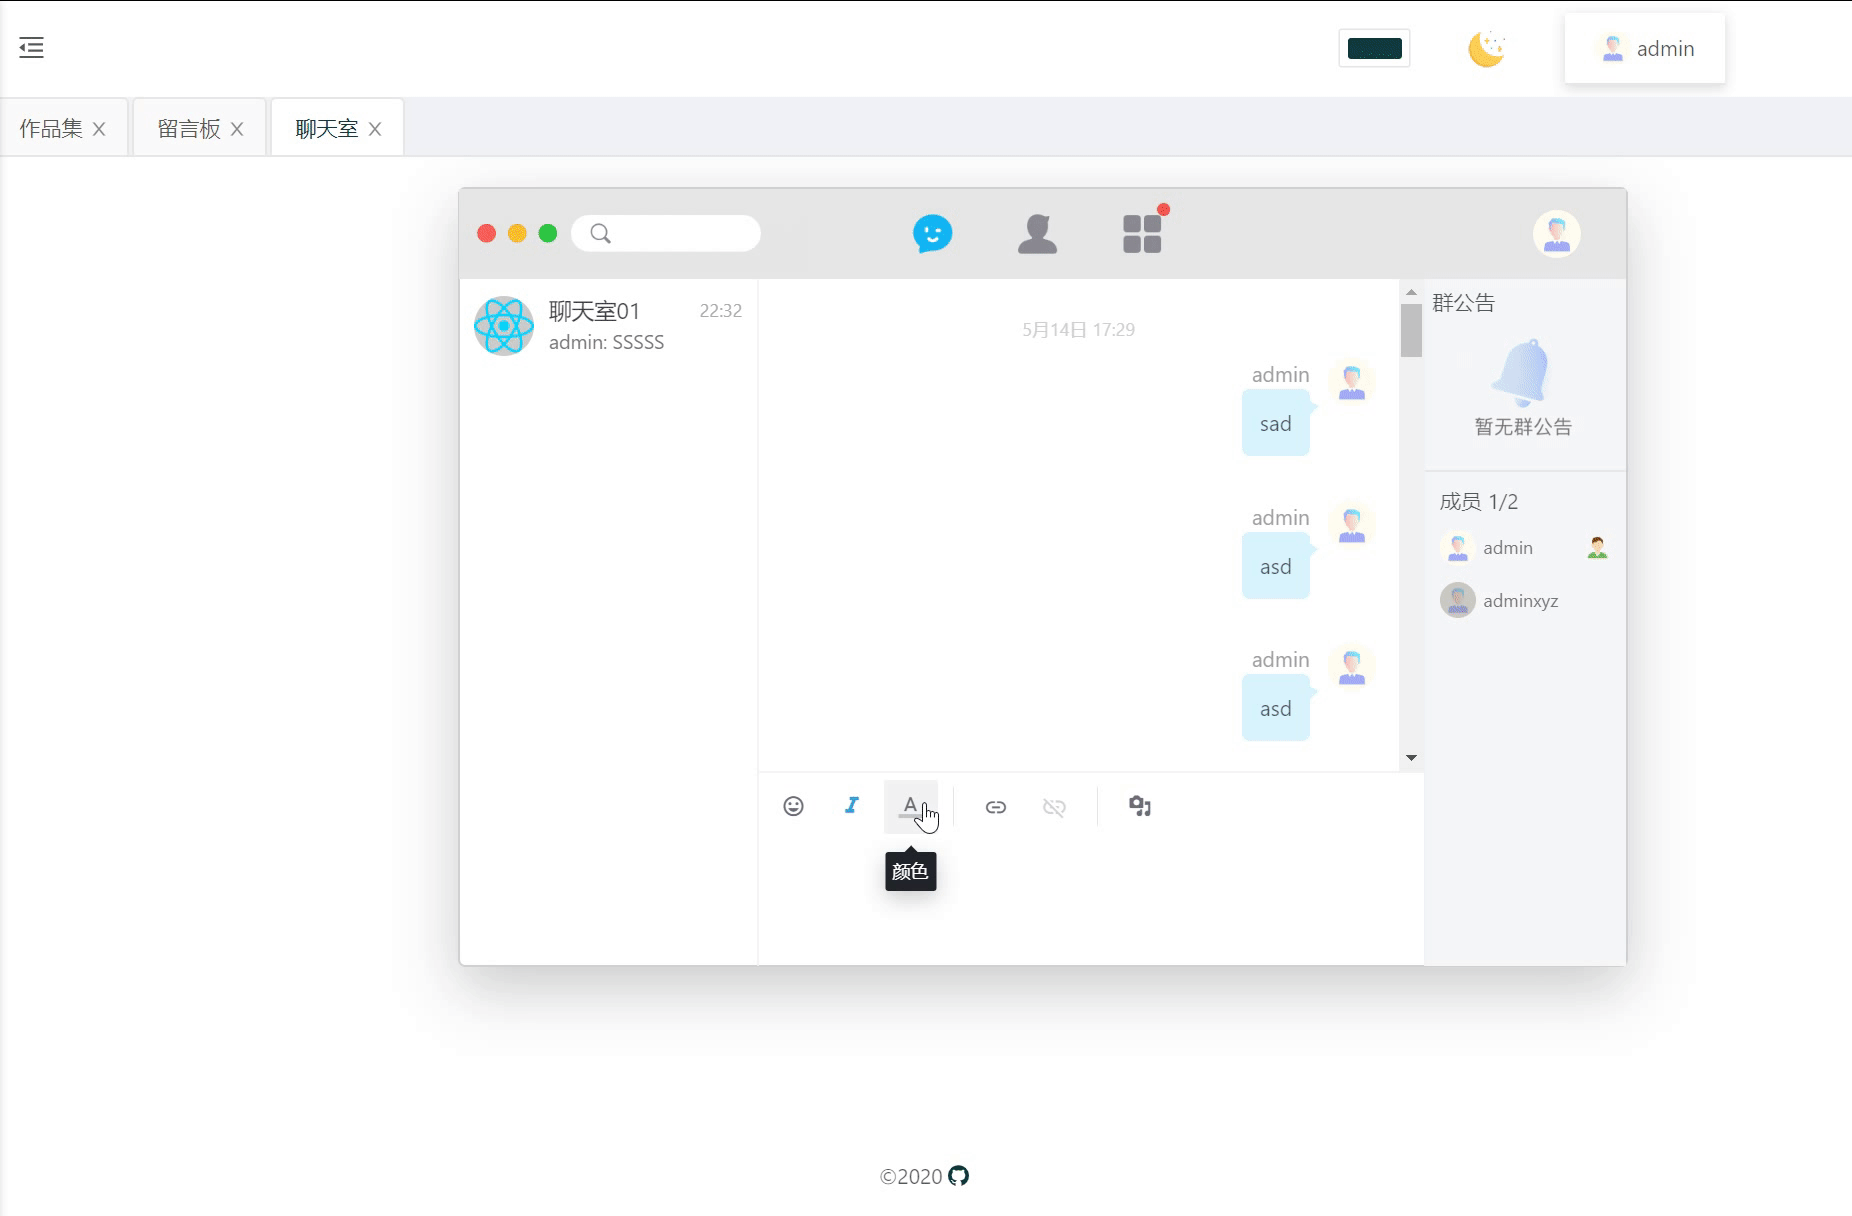 admin
作品集 X
留言板 X
聊天室 X
聊天室01 22:32
admin: SSSSS
5月14日 17:29
admin
sad
admin
asd
admin
asd
颜色
群公告
暂无群公告
成员 1/2
admin
adminxyz
©2020